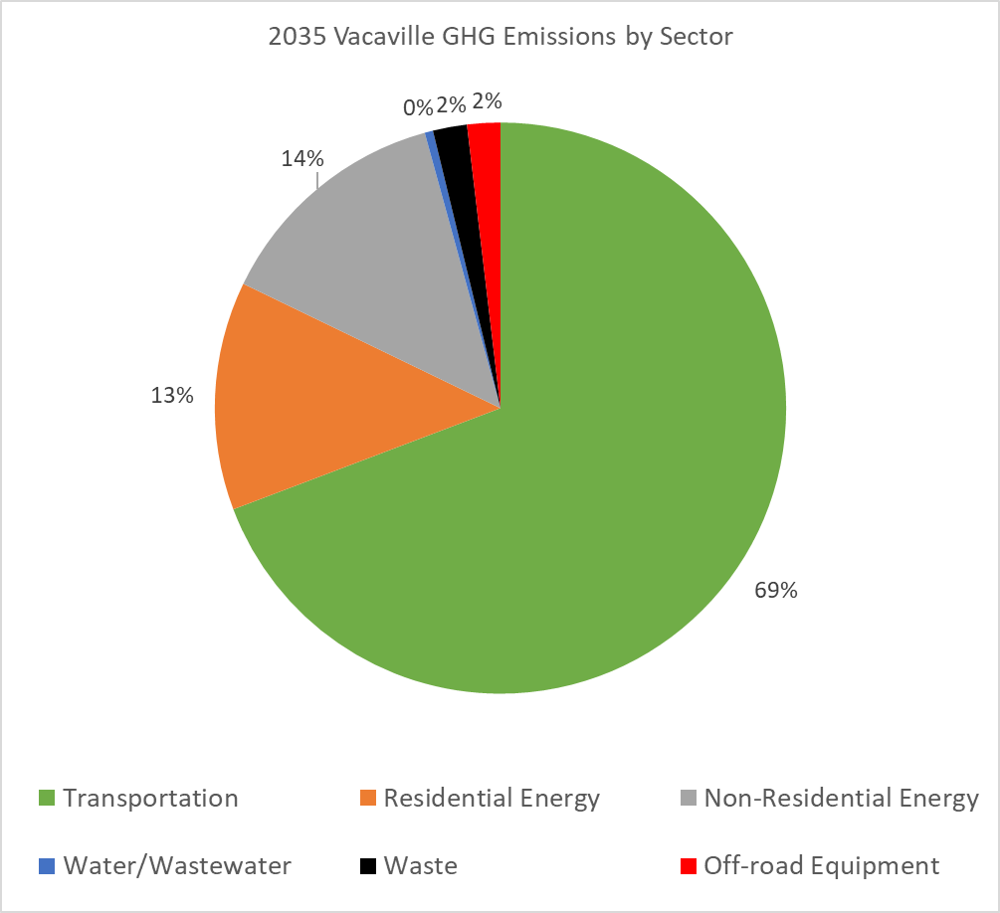 2035 Vacaville GHG Emissions by Sector
0% 2% 2%
14%
13%
69%
Transportation Residential Energy Non-Residential Energy
Water/Wastewater Waste Off-road Equipment